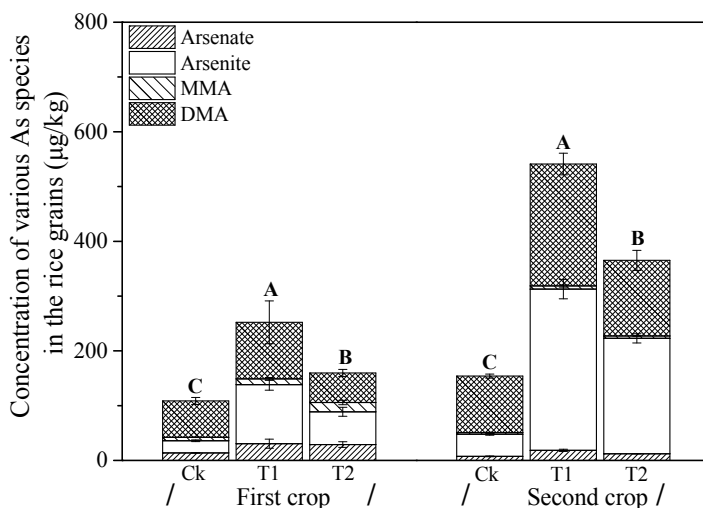 800
600
400
200
0
Concentration of various As species
in the rice grains (μg/kg)
Arsenate
Arsenite
MMA
DMA
C
A
B
C
A
B
Ck T1 T2 Ck T1 T2
/ First crop / / Second crop /